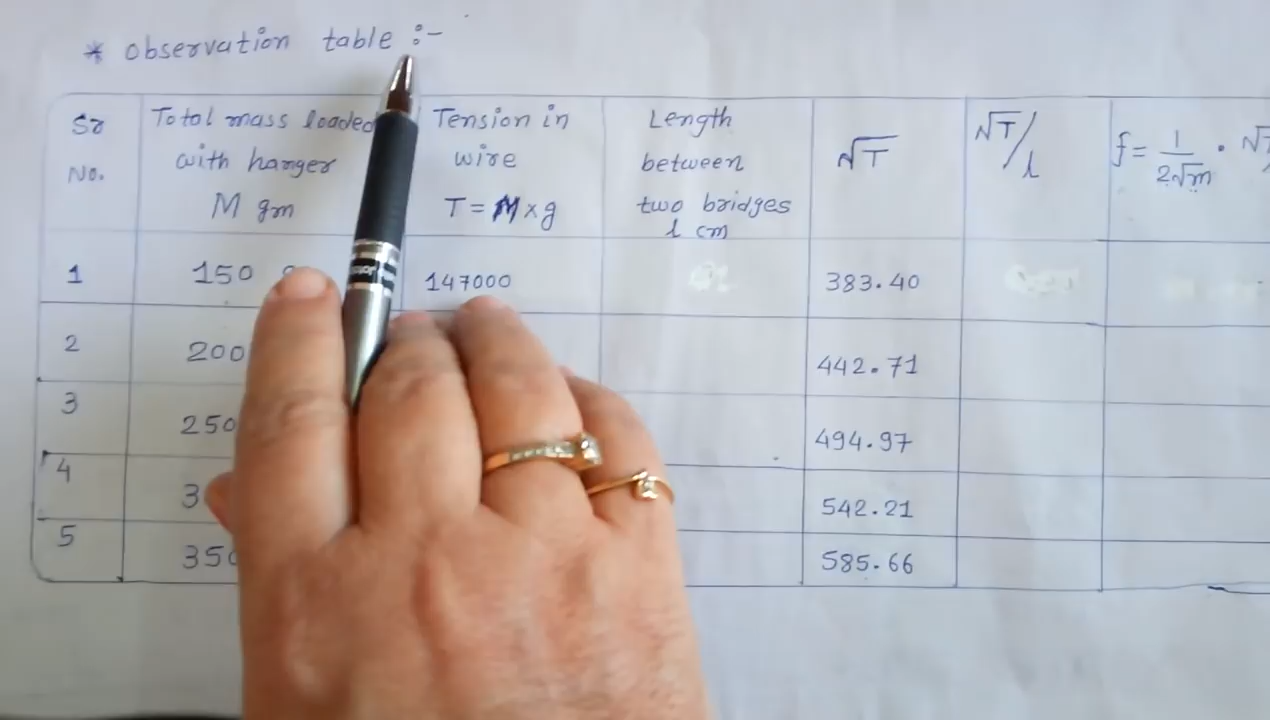 * Observation table :-
Sr No.
Total mass loaded with hanger M gm
Tension in wire T = M x g
Length between two bridges l cm
√T
√T/l
f = 1/2√m .
1 150 147000 383.40
2 200 442.71
3 250 494.97
4 3 542.21
5 350 585.66